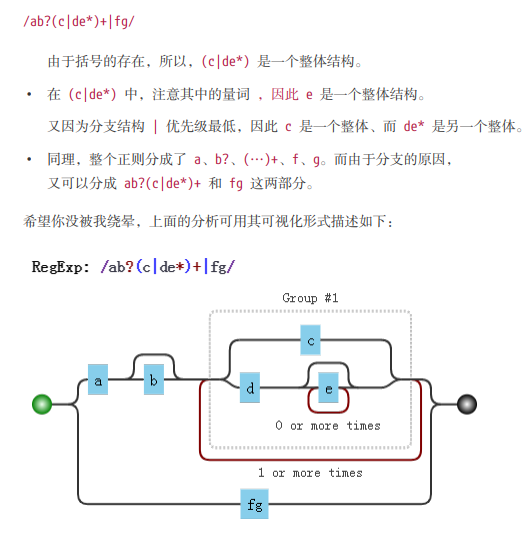 /ab?(c|de*)+|fg/
由于括号的存在，所以，(c|de*) 是一个整体结构。
• 在 (c|de*) 中，注意其中的量词 ，因此 e 是一个整体结构。
又因为分支结构 | 优先级最低，因此 c 是一个整体、而 de* 是另一个整体。
• 同理，整个正则分成了 a、b?、(…)+、f、g。而由于分支的原因，
又可以分成 ab?(c|de*)+ 和 fg 这两部分。
希望你没被我绕晕，上面的分析可用其可视化形式描述如下：
RegExp: /ab?(c|de*)+|fg/
Group #1
c
a
b
d
e
0 or more times
1 or more times
fg